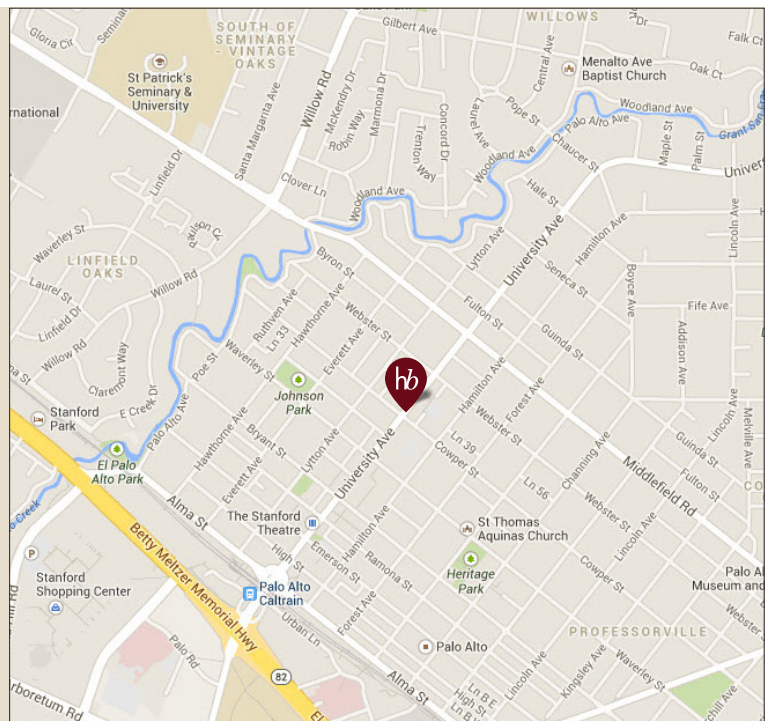 Gilbert Ave
WILLOWS
Gloria Cir
SOUTH OF
SEMINARY
- VINTAGE
OAKS
Central Ave
Falk Ct
St Patrick's
Seminary &
University
Menalto Ave
Baptist Church
Oak Ct
Willow Rd
McKendry Dr
Robin Way
Marmona Dr
Concord Dr
Trenton Way
Laurel Ave
Pope St
Woodland Ave
Palo Alto Ave
Chaucer St
Maple St
Palm St
Santa Margarita Ave
Linfield Dr
Clover Ln
Woodland Ave
Woodland Ave
Hale St
University Ave
Hamilton Ave
Lincoln Ave
Waverley St
LINFIELD
OAKS
Willow Rd
Byron St
Lytton Ave
Seneca St
Boyce Ave
Laurel St
Linfield Dr
Willow Rd
Claremont Way
E Creek Dr
Ruthven Ave
Ln 33
Hawthorne Ave
Webster St
Everett Ave
Fulton St
Guinda St
Fife Ave
Addison Ave
Poe St
Waverley St
Johnson
Park
hb
Hamilton Ave
Forest Ave
Webster St
Lincoln Ave
Melville Ave
Stanford
Park
Palo Alto Ave
El Palo
Alto Park
Hawthorne Ave
Bryant St
Everett Ave
Lytton Ave
University Ave
Ln 39
Cowper St
Ln 56
Channing Ave
Guinda St
Fulton St
Middlefield Rd
Webster St
Lincoln Ave
Alma St
The Stanford
Theatre
Hamilton Ave
St Thomas
Aquinas Church
Betty Meltzer Memorial Hwy
High St
Emerson St
Ramona St
Heritage
Park
Cowper St
P
Stanford
Shopping Center
Palo Alto
Caltrain
Urban Ln
Forest Ave
Webster St
PROFESSORVILLE
Palo Rd
Palo Alto
Waverley St
82
Alma St
Lincoln Ave
Kingsley Ave
Ln B E
High St
Ln B W